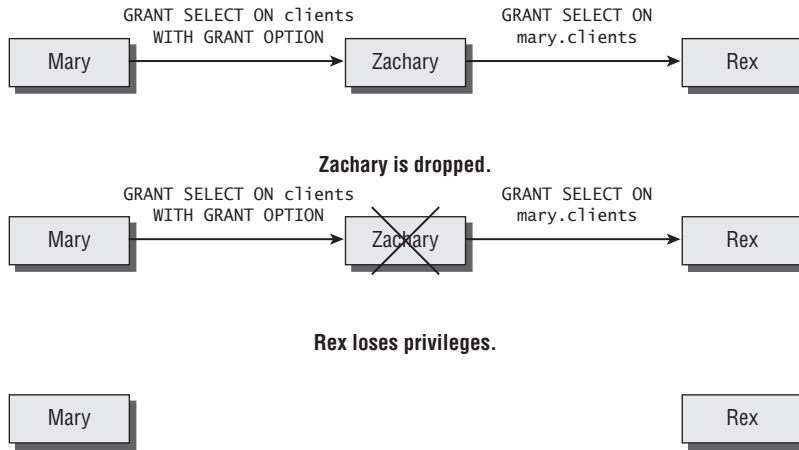 GRANT SELECT ON clients
WITH GRANT OPTION
GRANT SELECT ON
mary.clients
Mary
Zachary
Rex
Zachary is dropped.
GRANT SELECT ON clients
WITH GRANT OPTION
GRANT SELECT ON
mary.clients
Mary
Zachary
Rex
Rex loses privileges.
Mary
Rex